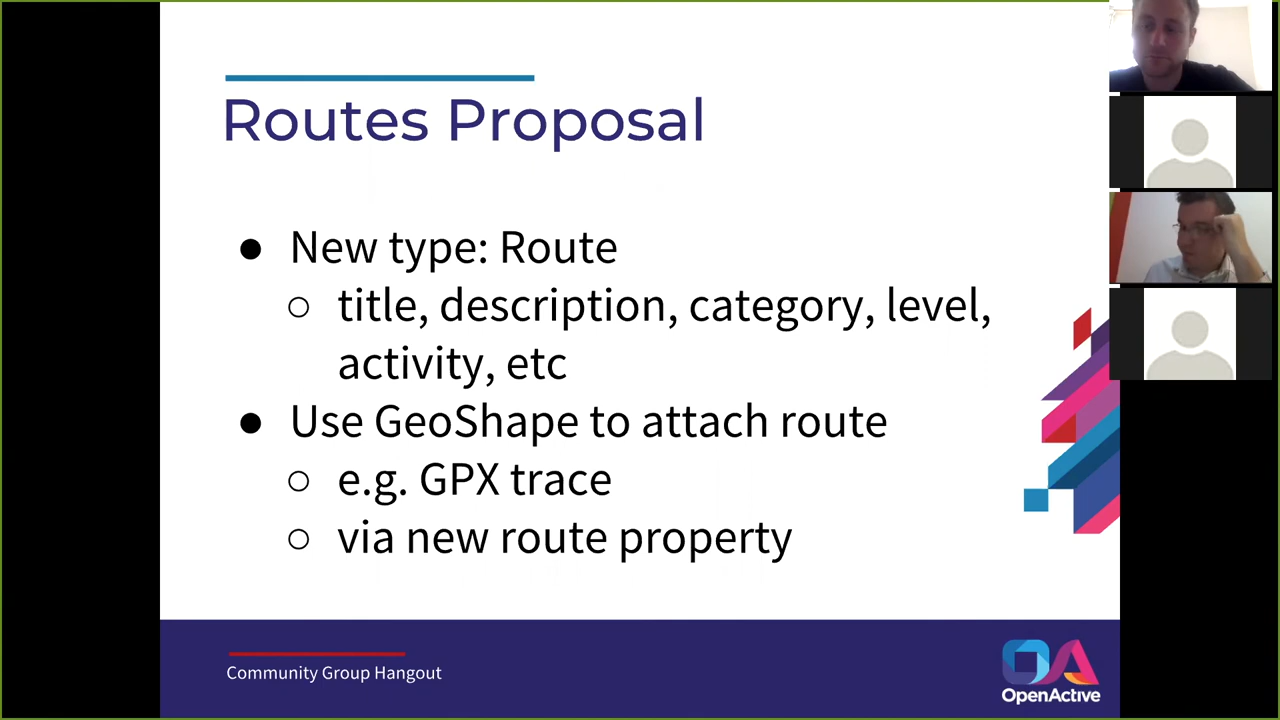 Routes Proposal
● New type: Route
○ title, description, category, level,
activity, etc
● Use GeoShape to attach route
○ e.g. GPX trace
○ via new route property
Community Group Hangout
OA
OpenActive